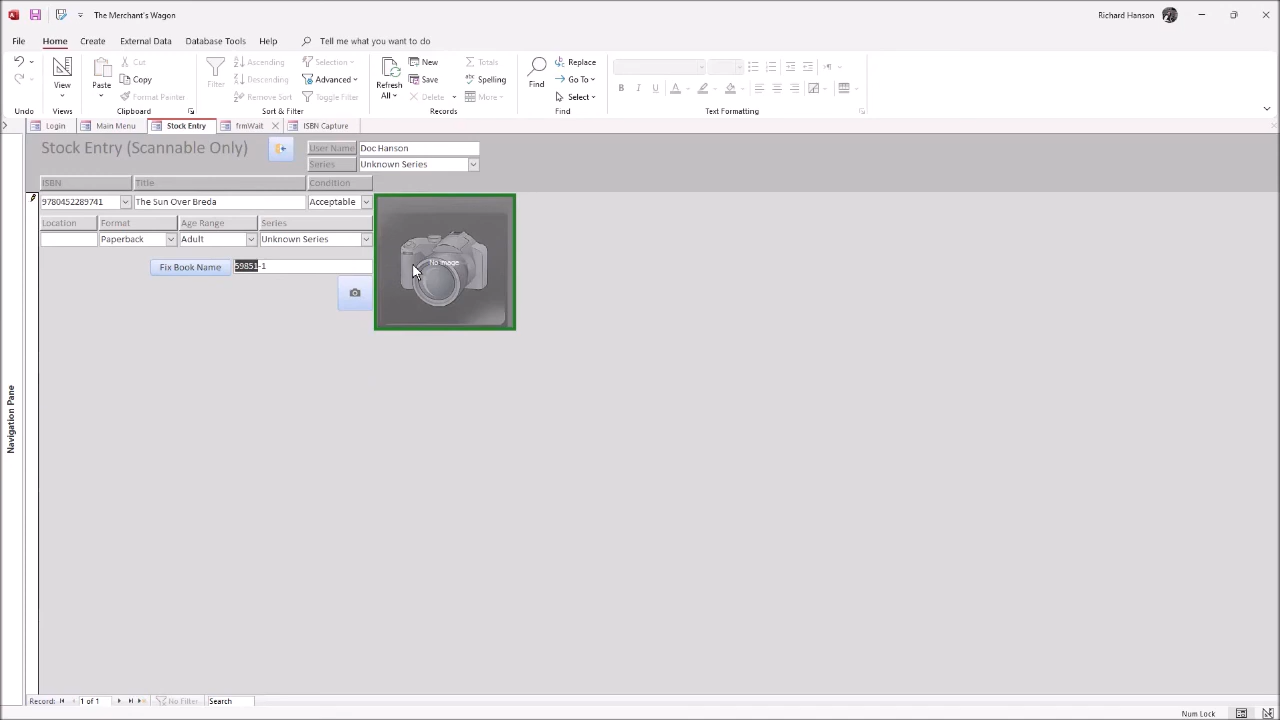 The Merchant's Wagon
Richard Hanson
File Home Create External Data Database Tools Help Tell me what you want to do
Undo
View
Views
Paste
Cut
Copy
Format Painter
Clipboard
Filter
Ascending
Descending
Remove Sort
Selection
Advanced
Toggle Filter
Sort & Filter
Refresh
All
New
Save
Delete
Totals
Spelling
More
Records
Find
Replace
Go To
Select
Find
B I U A
Text Formatting
Login Main Menu Stock Entry frmWait ISBN Capture
Stock Entry (Scannable Only)
User Name Doc Hanson
Series Unknown Series
ISBN Title Condition
9780452289741 The Sun Over Breda Acceptable
Location Format Age Range Series
Paperback Adult Unknown Series
Fix Book Name 59851-1
No Image
Navigation Pane
Record: 1 of 1 No Filter Search
Num Lock